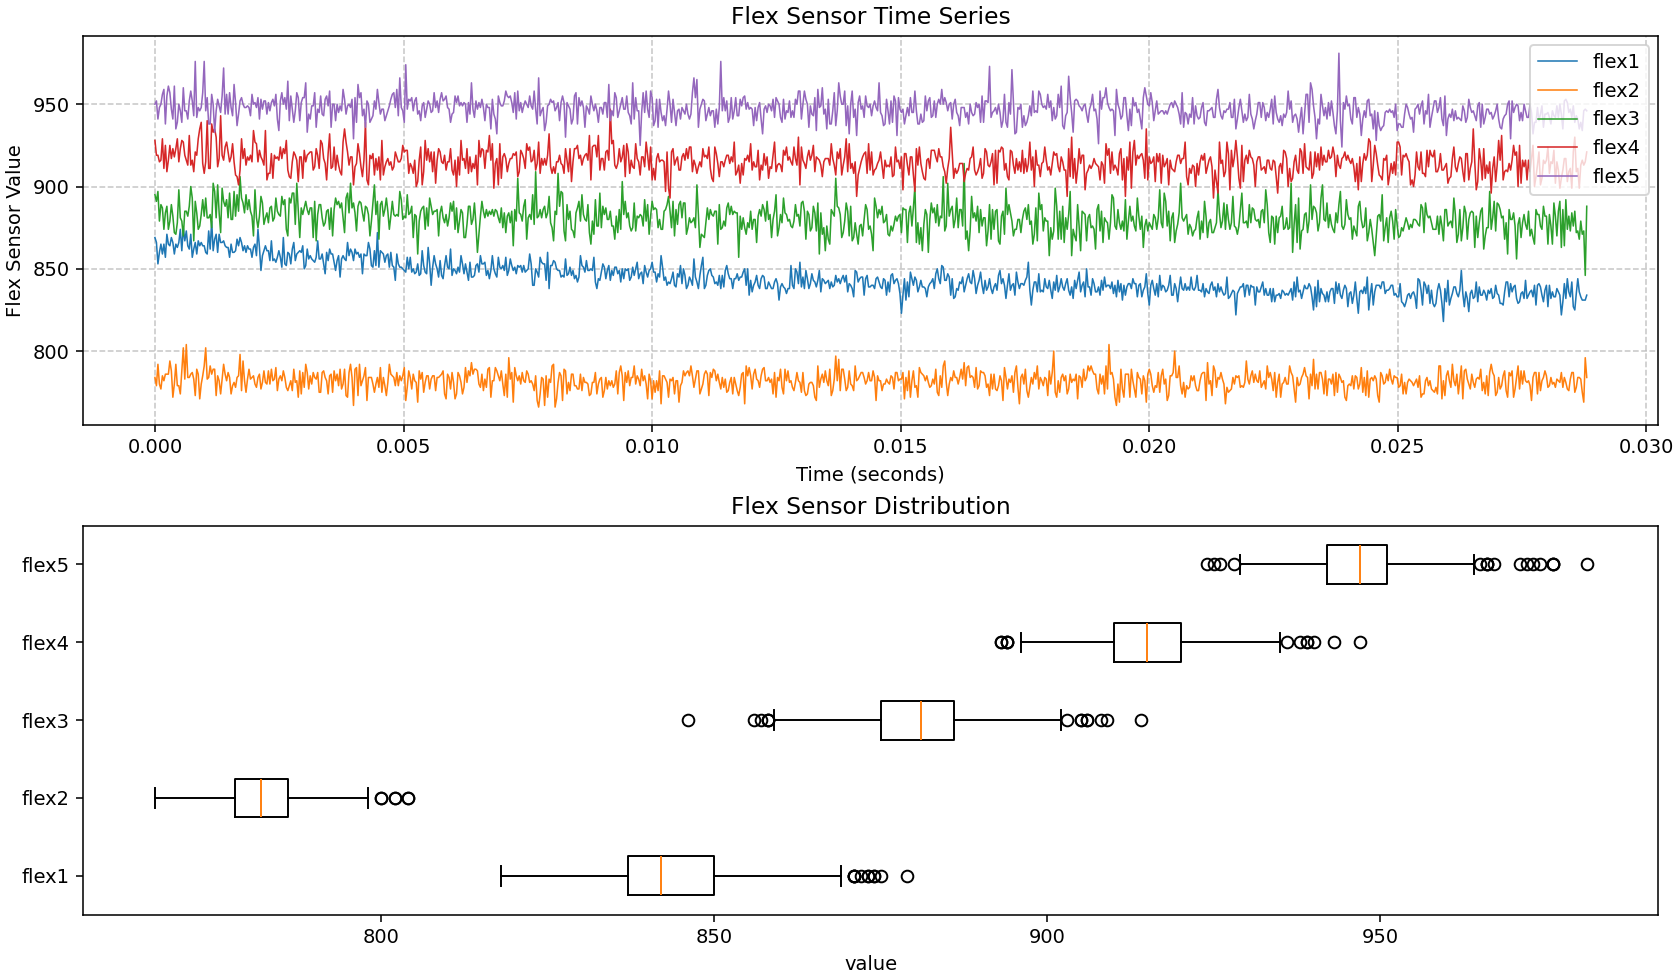 Flex Sensor Time Series
Flex Sensor Value
950
900
850
800
flex1
flex2
flex3
flex4
flex5
0.000 0.005 0.010 0.015 0.020 0.025 0.030
Time (seconds)
Flex Sensor Distribution
flex5
flex4
flex3
flex2
flex1
800 850 900 950
value